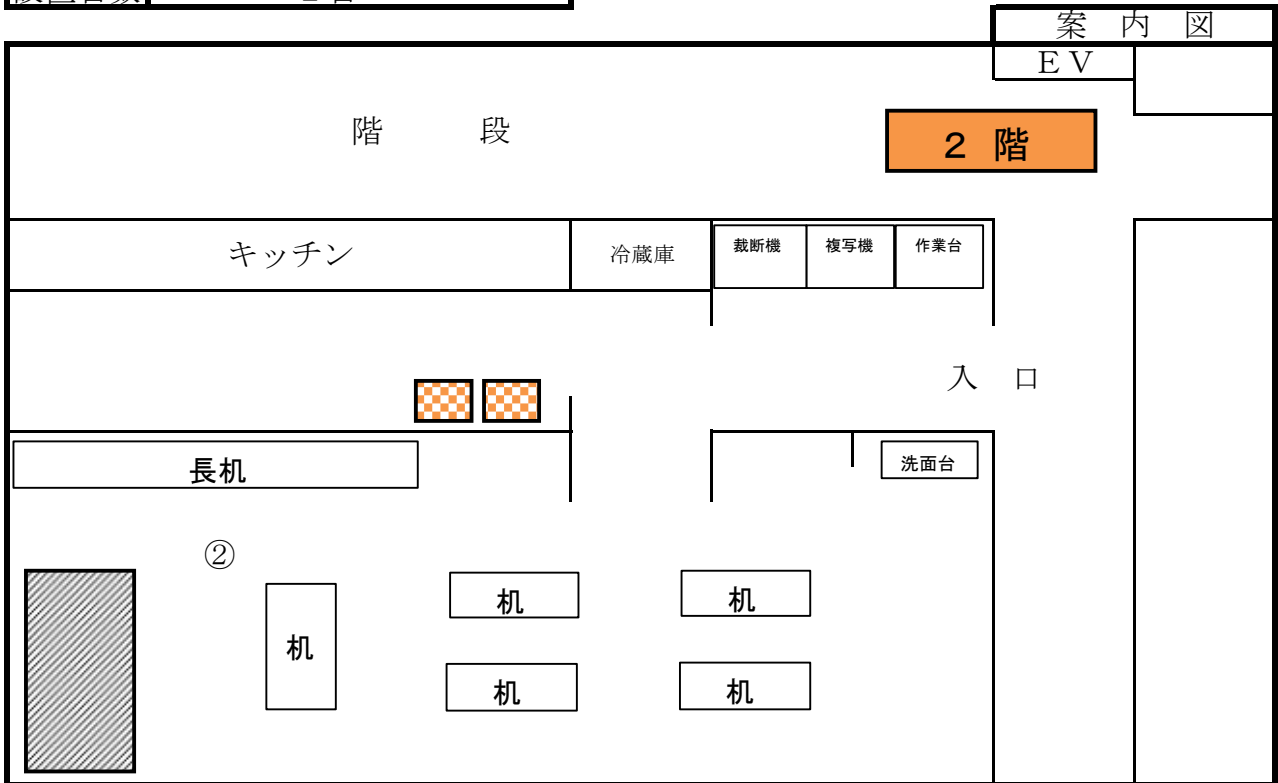 案 内 図
ＥＶ
階 段
２ 階
キッチン
冷蔵庫
裁断機
複写機
作業台
入 口
長机
洗面台
②
机
机
机
机
机